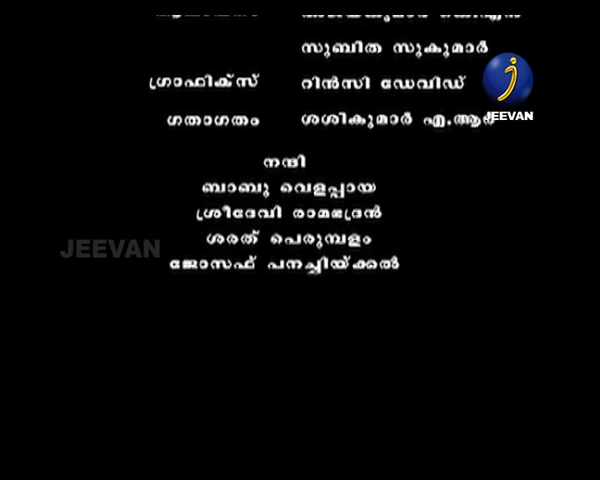 സുബിത സുകുമാർ
ഗ്രാഫിക്സ് റിൻസി ഡേവിഡ്
ഗതാഗതം ശശികുമാർ എ.ആർ
JEEVAN
നന്ദി
ബാബു വെളപ്പായ
ശ്രീദേവി രാമഭദ്രൻ
ശരത് പെരുമ്പളം
JEEVAN
ജോസഫ് പനച്ചിയ്ക്കൽ